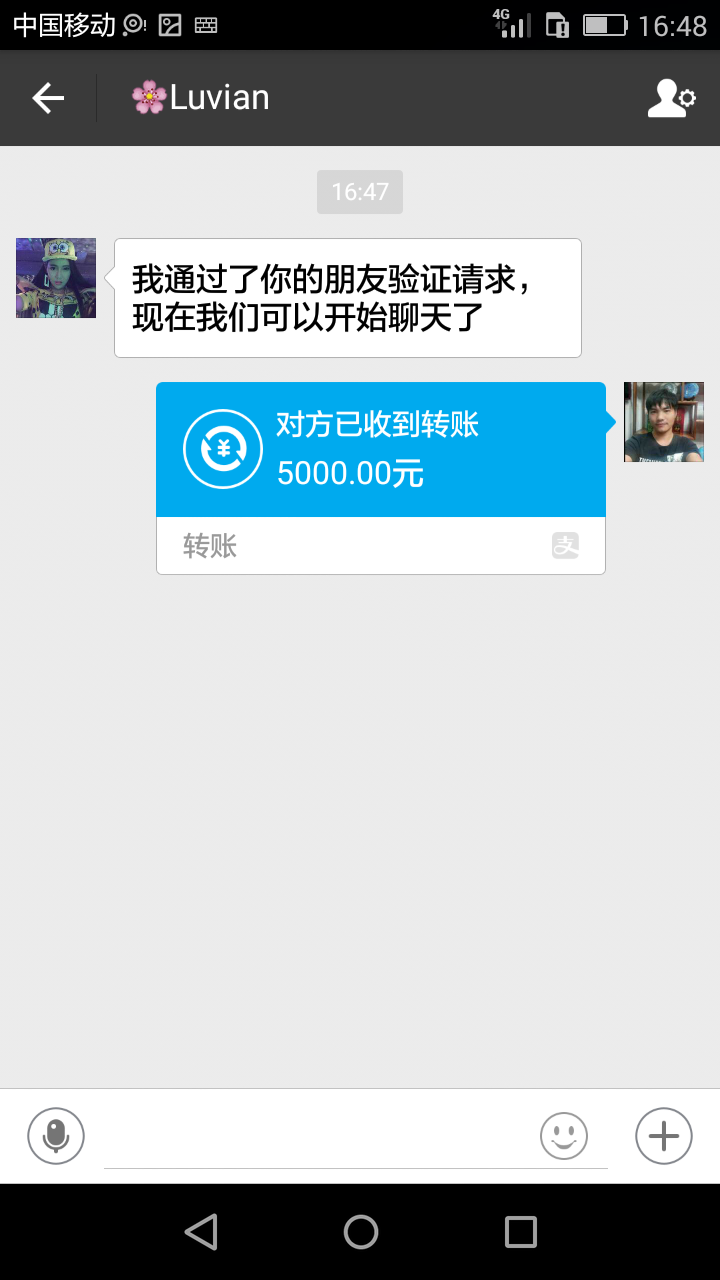 中国移动 4G 16:48
🌸Luvian
16:47
我通过了你的朋友验证请求，
现在我们可以开始聊天了
对方已收到转账
5000.00元
转账 支